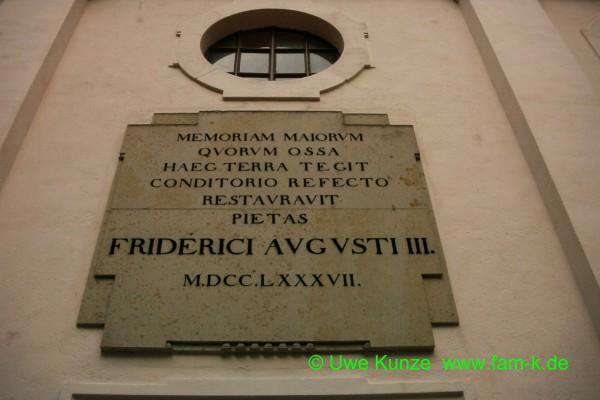 MEMORIAM MAIORVM
QVORVM OSSA
HAEG TERRA TEGIT
CONDITORIO REFECTO
RESTAVRAVIT
PIETAS
FRIDERICI AVGVSTI III.
M.DCC.LXXXVII.
© Uwe Kunze www.fam-k.de